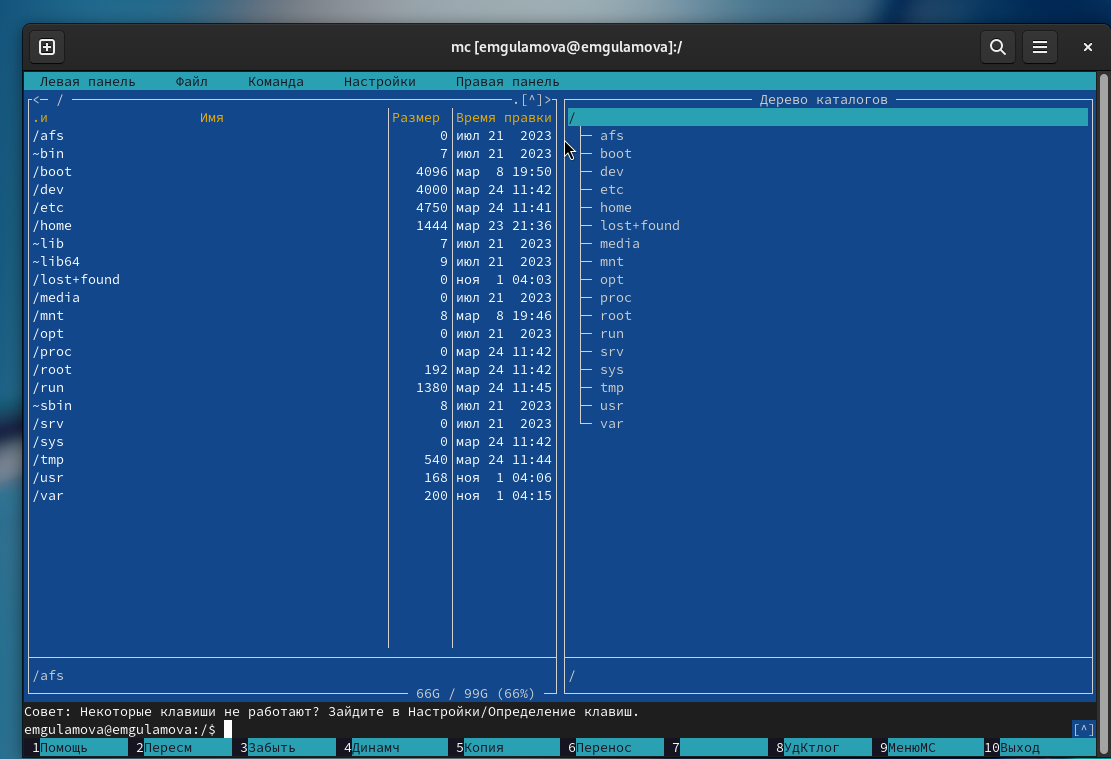 mc [emgulamova@emgulamova]:/
Левая панель Файл Команда Настройки Правая панель
<─ / .[^]>
.и Имя Размер Время правки
/afs 0 июл 21 2023
~bin 7 июл 21 2023
/boot 4096 мар 8 19:50
/dev 4000 мар 24 11:42
/etc 4750 мар 24 11:41
/home 1444 мар 23 21:36
~lib 7 июл 21 2023
~lib64 9 июл 21 2023
/lost+found 0 ноя 1 04:03
/media 0 июл 21 2023
/mnt 8 мар 8 19:46
/opt 0 июл 21 2023
/proc 0 мар 24 11:42
/root 192 мар 24 11:42
/run 1380 мар 24 11:45
~sbin 8 июл 21 2023
/srv 0 июл 21 2023
/sys 0 мар 24 11:42
/tmp 540 мар 24 11:44
/usr 168 ноя 1 04:06
/var 200 ноя 1 04:15
/afs
66G / 99G (66%)
Дерево каталогов
/
afs
boot
dev
etc
home
lost+found
media
mnt
opt
proc
root
run
srv
sys
tmp
usr
var
/
Совет: Некоторые клавиши не работают? Зайдите в Настройки/Определение клавиш.
emgulamova@emgulamova:/$ [^]
1Помощь 2Пересм 3Забыть 4Динамч 5Копия 6Перенос 7 8УдКтлог 9МенюMC 10Выход